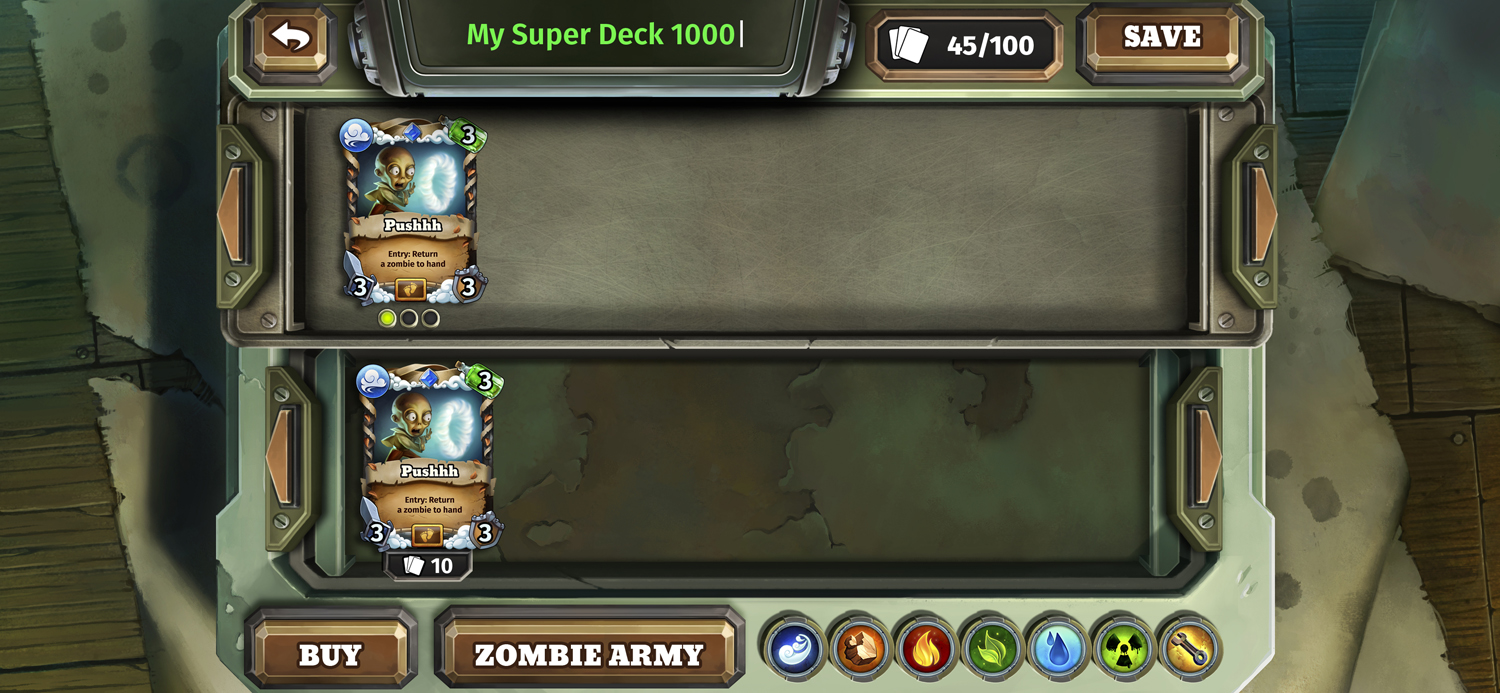 My Super Deck 1000
45/100
SAVE
3
Pushhh
Entry: Return
a zombie to hand
3
3
3
Pushhh
Entry: Return
a zombie to hand
3
3
10
BUY
ZOMBIE ARMY